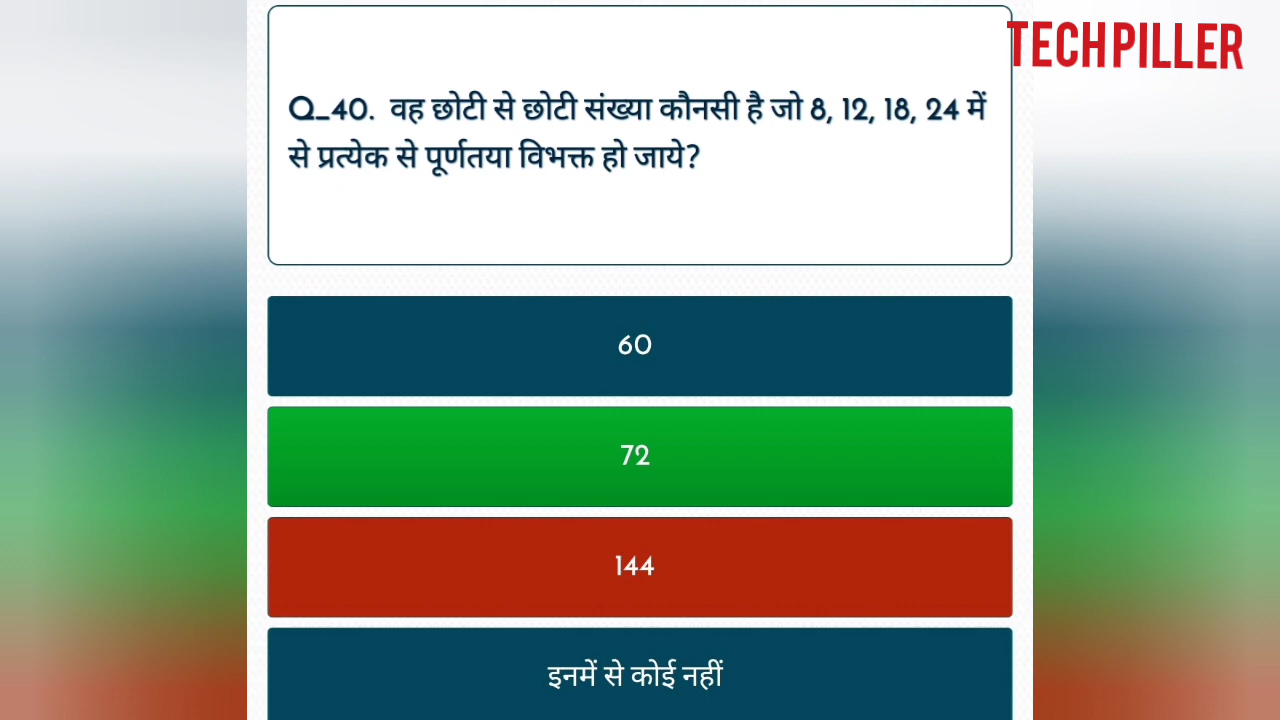 TECHPILLER
Q_40. वह छोटी से छोटी संख्या कौनसी है जो 8, 12, 18, 24 में
से प्रत्येक से पूर्णतया विभक्त हो जाये?
60
72
144
इनमें से कोई नहीं